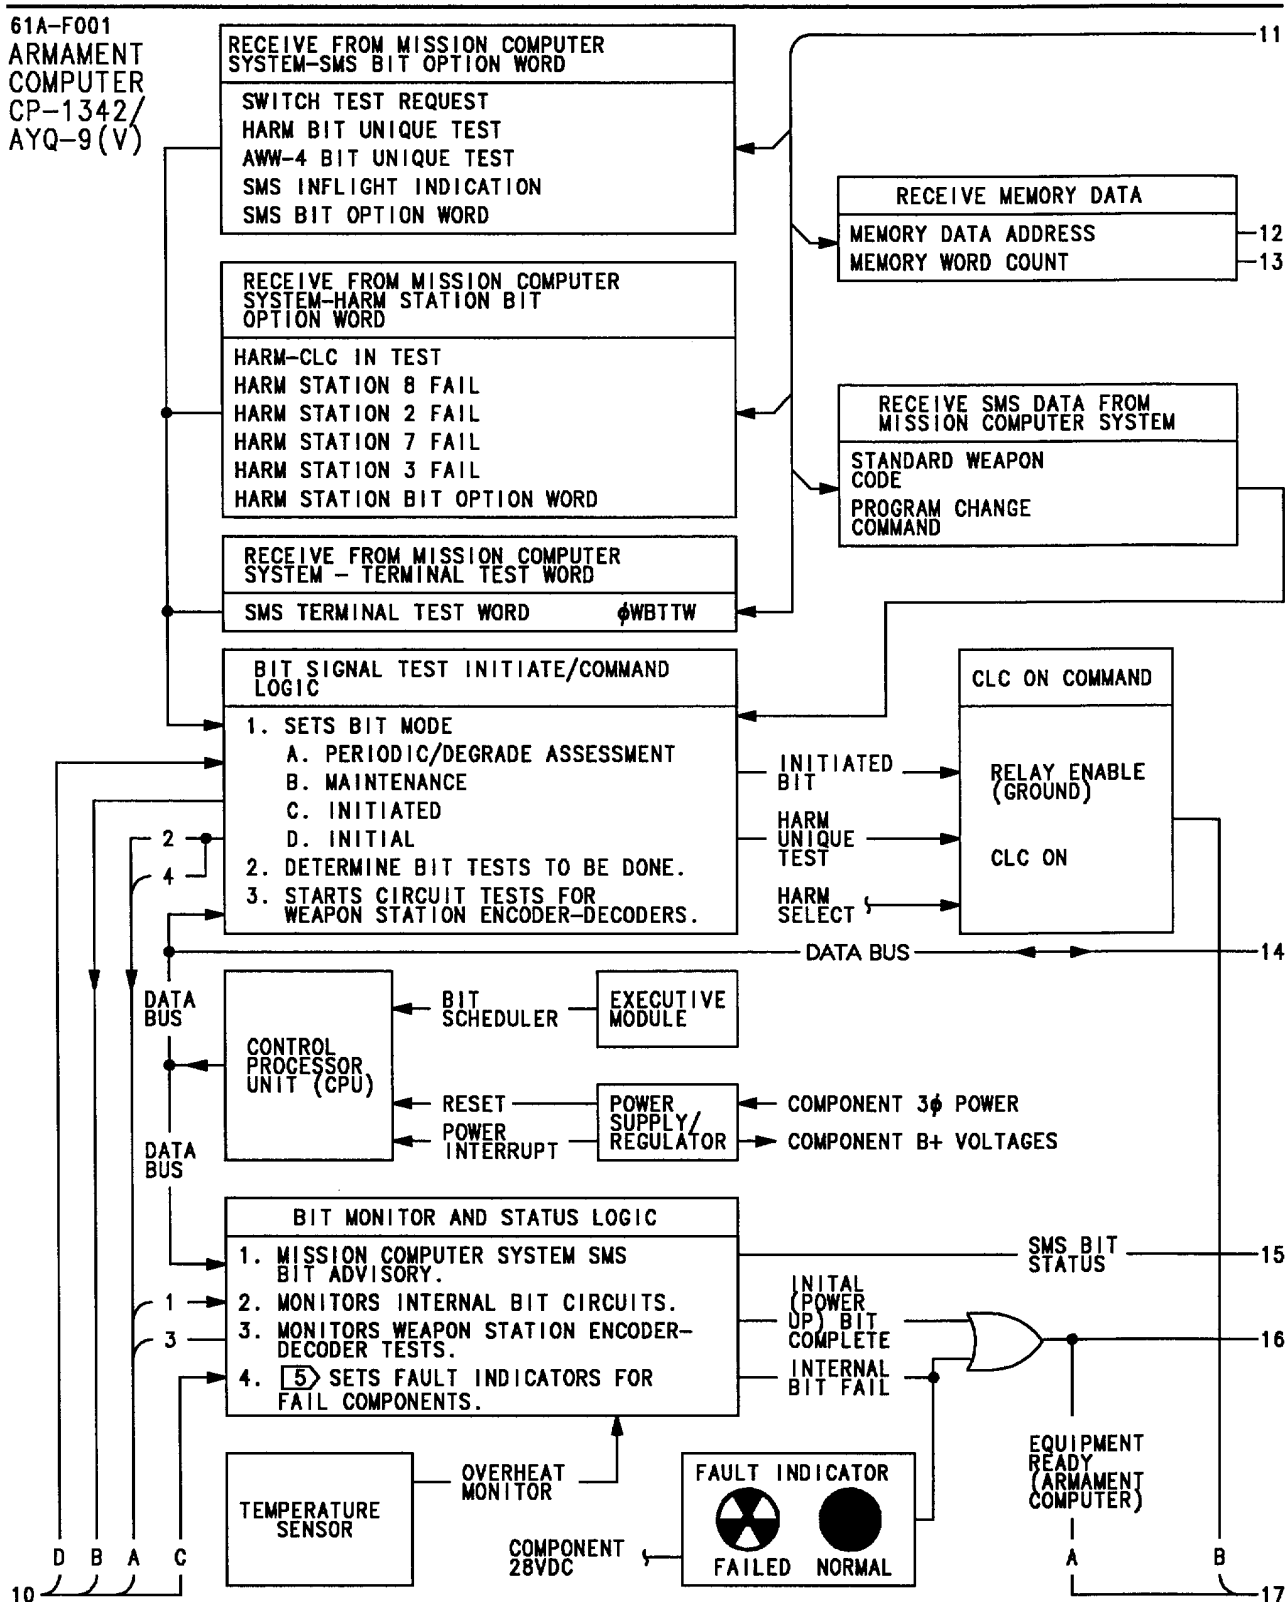 61A-F001
ARMAMENT
COMPUTER
CP-1342/
AYQ-9(V)
RECEIVE FROM MISSION COMPUTER
SYSTEM-SMS BIT OPTION WORD
SWITCH TEST REQUEST
HARM BIT UNIQUE TEST
AWW-4 BIT UNIQUE TEST
SMS INFLIGHT INDICATION
SMS BIT OPTION WORD
11
RECEIVE MEMORY DATA
MEMORY DATA ADDRESS
12
MEMORY WORD COUNT
13
RECEIVE FROM MISSION COMPUTER
SYSTEM-HARM STATION BIT
OPTION WORD
HARM-CLC IN TEST
HARM STATION 8 FAIL
HARM STATION 2 FAIL
HARM STATION 7 FAIL
HARM STATION 3 FAIL
HARM STATION BIT OPTION WORD
RECEIVE SMS DATA FROM
MISSION COMPUTER SYSTEM
STANDARD WEAPON
CODE
PROGRAM CHANGE
COMMAND
RECEIVE FROM MISSION COMPUTER
SYSTEM - TERMINAL TEST WORD
SMS TERMINAL TEST WORD ϕWBTTW
BIT SIGNAL TEST INITIATE/COMMAND
LOGIC
1. SETS BIT MODE
A. PERIODIC/DEGRADE ASSESSMENT
B. MAINTENANCE
C. INITIATED
D. INITIAL
2. DETERMINE BIT TESTS TO BE DONE.
3. STARTS CIRCUIT TESTS FOR
WEAPON STATION ENCODER-DECODERS.
2
4
INITIATED
BIT
HARM
UNIQUE
TEST
HARM
SELECT
CLC ON COMMAND
RELAY ENABLE
(GROUND)
CLC ON
DATA BUS
14
DATA
BUS
CONTROL
PROCESSOR
UNIT (CPU)
BIT
SCHEDULER
EXECUTIVE
MODULE
RESET
POWER
INTERRUPT
POWER
SUPPLY/
REGULATOR
COMPONENT 3ϕ POWER
COMPONENT B+ VOLTAGES
DATA
BUS
BIT MONITOR AND STATUS LOGIC
1. MISSION COMPUTER SYSTEM SMS
BIT ADVISORY.
2. MONITORS INTERNAL BIT CIRCUITS.
3. MONITORS WEAPON STATION ENCODER-
DECODER TESTS.
4. 5 SETS FAULT INDICATORS FOR
FAIL COMPONENTS.
1
3
SMS BIT
STATUS
15
INITAL
(POWER
UP) BIT
COMPLETE
INTERNAL
BIT FAIL
16
EQUIPMENT
READY
(ARMAMENT
COMPUTER)
TEMPERATURE
SENSOR
OVERHEAT
MONITOR
FAULT INDICATOR
FAILED NORMAL
COMPONENT
28VDC
D B A C
10
A
B
17